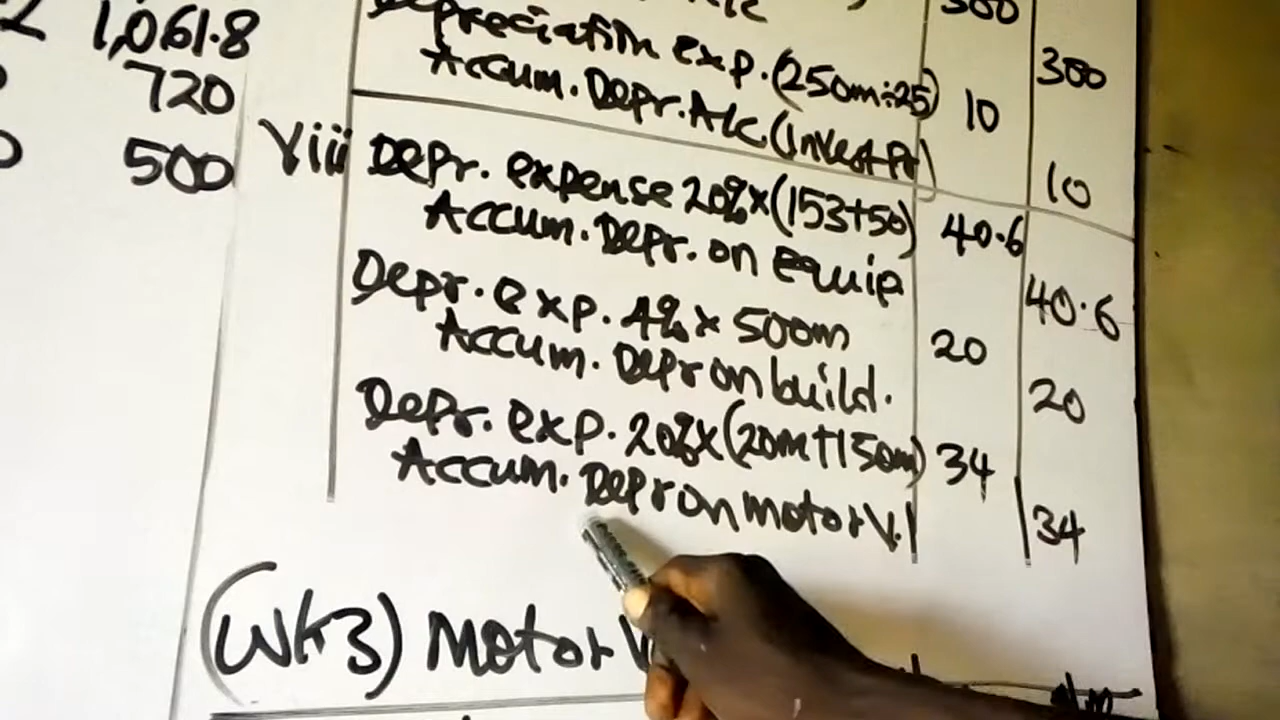 1,061.8
720
500
300
Depreciation exp. (250m÷25) 10 300
Accum. Depr. A/c (Invest Pr) 10
Viii Depr. expense 20% x (153+50) 40.6
Accum. Depr. on Equip 40.6
Depr. exp. 4% x 500m 20
Accum. Depr on build. 20
Depr. exp. 20% x (20m+150m) 34
Accum. Depr on motor V. 34
(WK3) Motor V